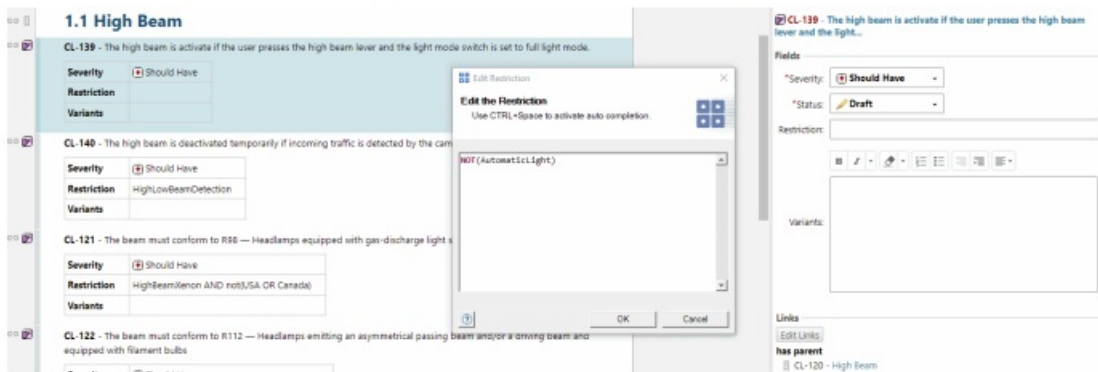 1.1 High Beam
CL-139 - The high beam is activate if the user presses the high beam lever and the light mode switch is set to full light mode.
Severity Should Have
Restriction
Variants
CL-140 - The high beam is deactivated temporarily if incoming traffic is detected by the cam
Severity Should Have
Restriction HighLowBeamDetection
Variants
CL-121 - The beam must conform to R98 — Headlamps equipped with gas-discharge light s
Severity Should Have
Restriction HighBeamXenon AND not(USA OR Canada)
Variants
CL-122 - The beam must conform to R112 — Headlamps emitting an asymmetrical passing beam and/or a driving beam and
equipped with filament bulbs
Edit Restriction
Edit the Restriction
Use CTRL+Space to activate auto completion.
NOT(AutomaticLight)
OK Cancel
CL-139 - The high beam is activate if the user presses the high beam
lever and the light...
Fields
*Severity: Should Have
*Status: Draft
Restriction:
B I
Variants:
Links
Edit Links
has parent
CL-120 - High Beam